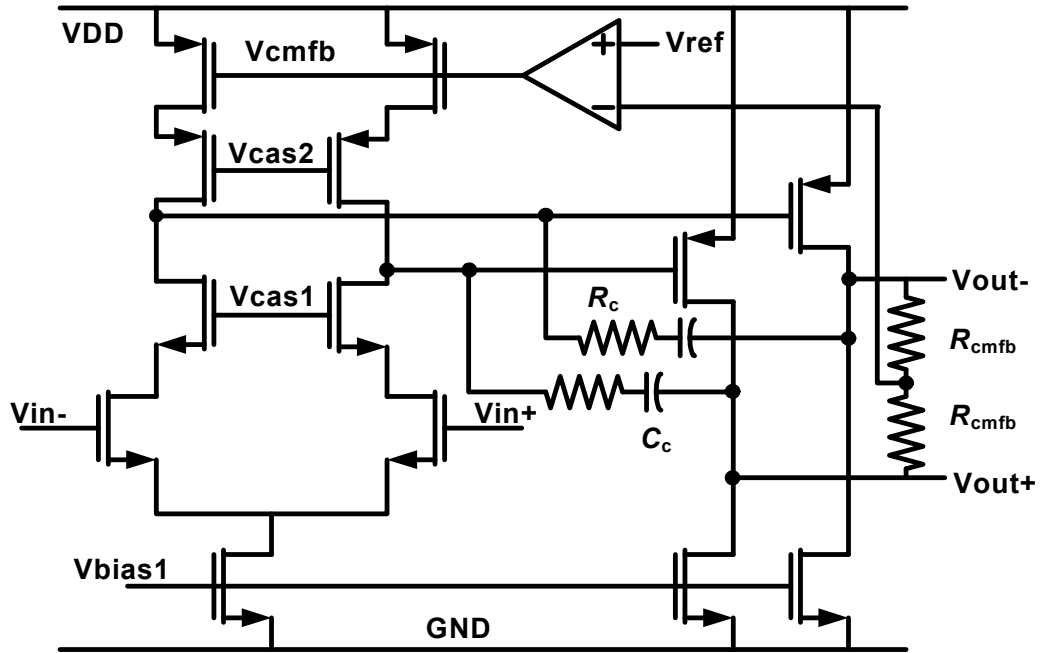 VDD
Vcmfb
+
Vref
−
Vcas2
Vcas1
Rc
Vout-
Rcmfb
Vin-
Vin+
Cc
Rcmfb
Vout+
Vbias1
GND